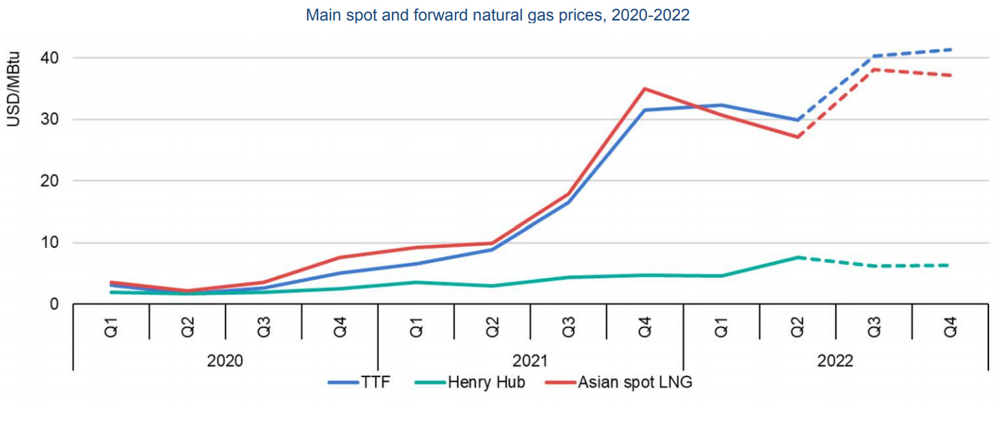 Main spot and forward natural gas prices, 2020-2022
USD/MBtu
40
30
20
10
0
Q1 Q2 Q3 Q4 Q1 Q2 Q3 Q4 Q1 Q2 Q3 Q4
2020 2021 2022
TTF Henry Hub Asian spot LNG